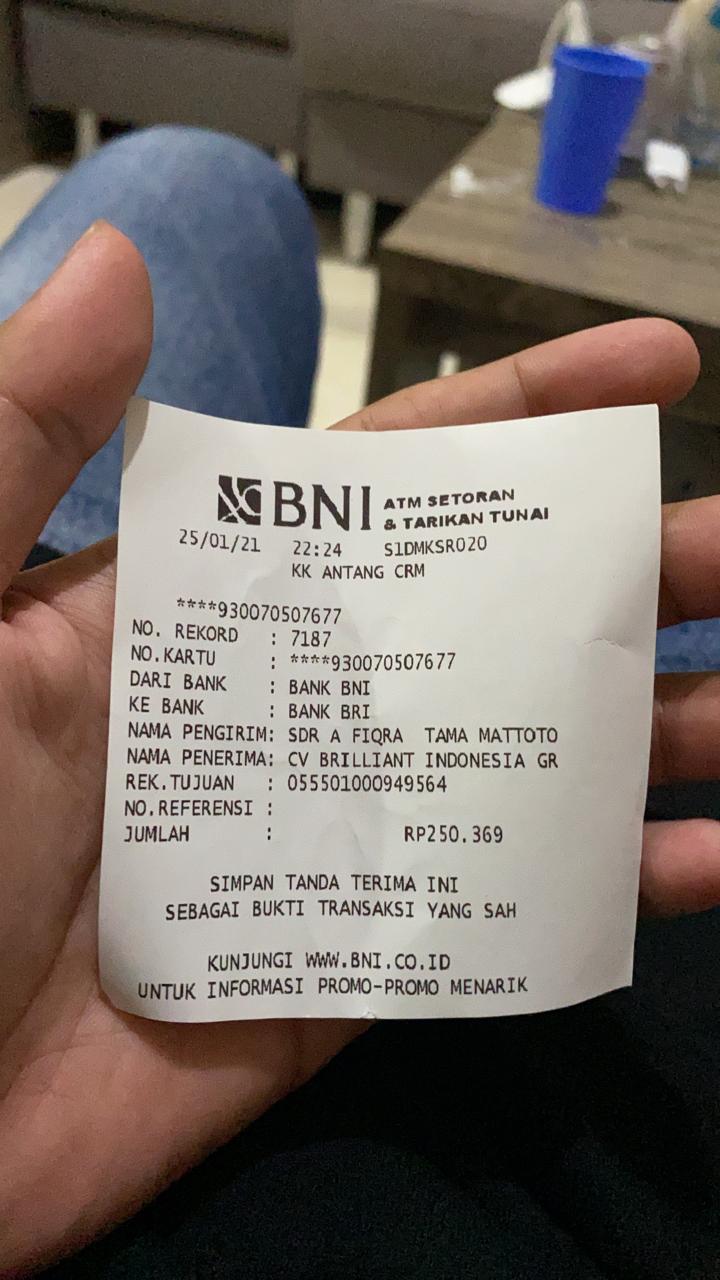 BNI ATM SETORAN
& TARIKAN TUNAI
25/01/21 22:24 S1DMKSR020
KK ANTANG CRM
****930070507677
NO. REKORD : 7187
NO.KARTU : ****930070507677
DARI BANK : BANK BNI
KE BANK : BANK BRI
NAMA PENGIRIM: SDR A FIQRA TAMA MATTOTO
NAMA PENERIMA: CV BRILLIANT INDONESIA GR
REK.TUJUAN : 055501000949564
NO.REFERENSI :
JUMLAH : RP250.369
SIMPAN TANDA TERIMA INI
SEBAGAI BUKTI TRANSAKSI YANG SAH
KUNJUNGI WWW.BNI.CO.ID
UNTUK INFORMASI PROMO-PROMO MENARIK